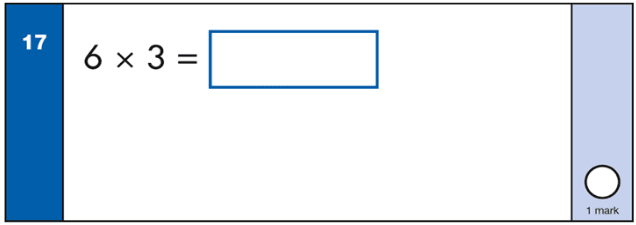 17
6 × 3 =
1 mark